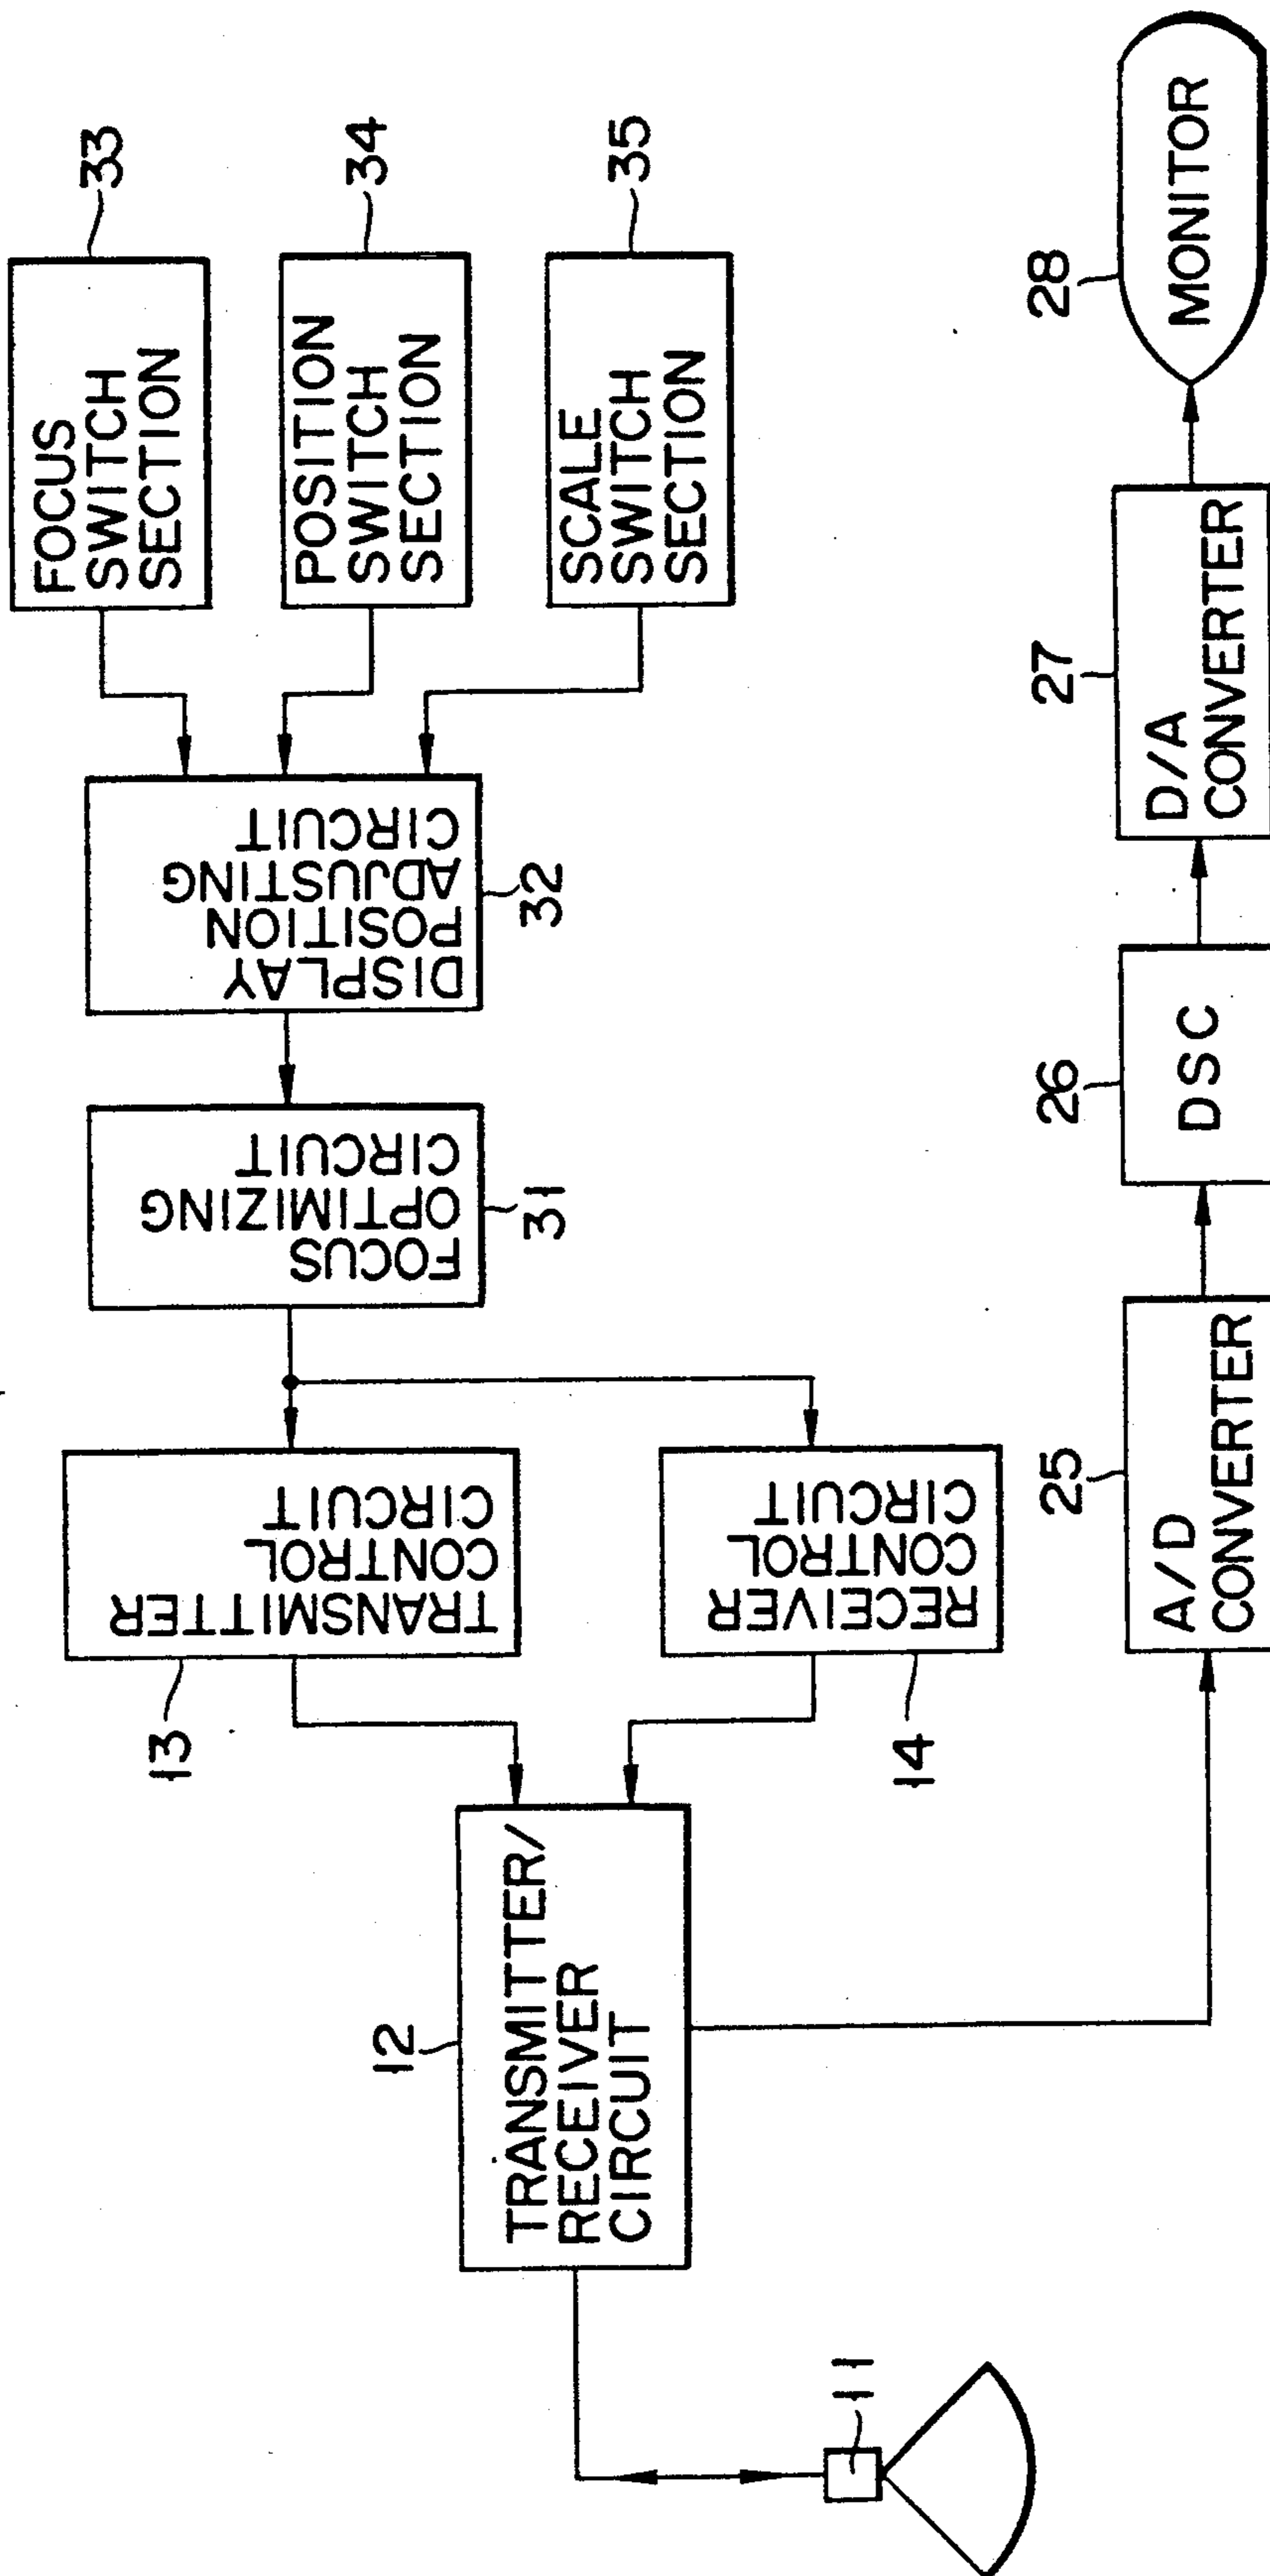 11
12
TRANSMITTER/
RECEIVER
CIRCUIT
13
TRANSMITTER
CONTROL
CIRCUIT
14
RECEIVER
CONTROL
CIRCUIT
31
FOCUS
OPTIMIZING
CIRCUIT
32
DISPLAY
POSITION
ADJUSTING
CIRCUIT
33
FOCUS
SWITCH
SECTION
34
POSITION
SWITCH
SECTION
35
SCALE
SWITCH
SECTION
25
A/D
CONVERTER
26
DSC
27
D/A
CONVERTER
28
MONITOR